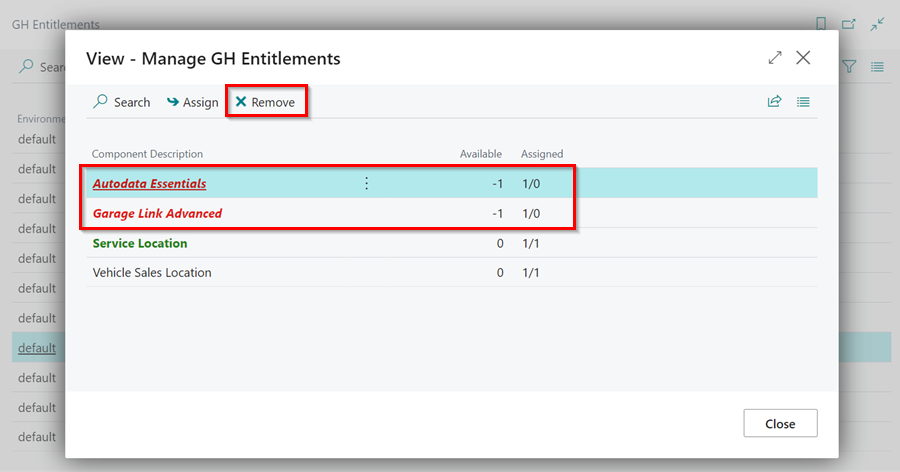 GH Entitlements
View - Manage GH Entitlements
Sear
Search Assign Remove
Environme
Component Description Available Assigned
default
default
Autodata Essentials -1 1/0
default
Garage Link Advanced -1 1/0
default
Service Location 0 1/1
default
Vehicle Sales Location 0 1/1
default
default
default
default
default
default
Close